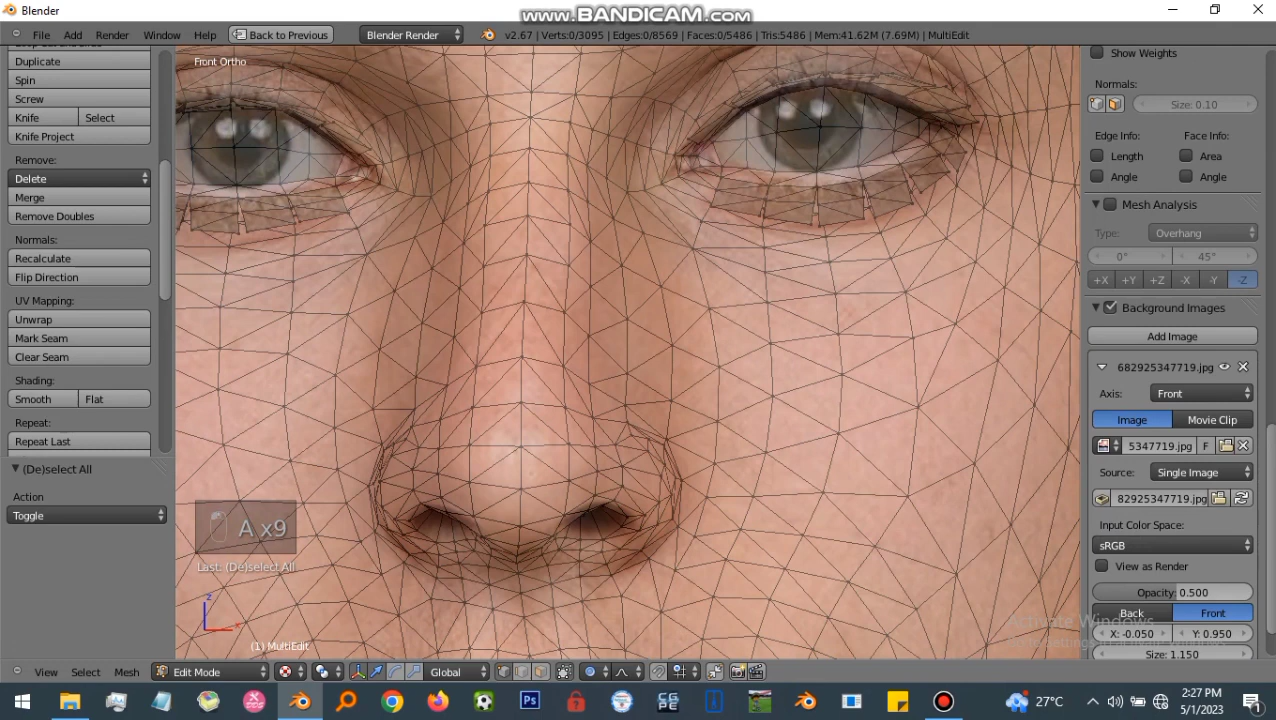 Blender
www.BANDICAM.com
File Add Render Window Help Back to Previous Blender Render v2.67 | Verts:0/3095 | Edges:0/8569 | Faces:0/5486 | Tris:5486 | Mem:41.62M (7.69M) | MultiEdit
Duplicate
Spin
Screw
Knife Select
Knife Project
Remove:
Delete
Merge
Remove Doubles
Normals:
Recalculate
Flip Direction
UV Mapping:
Unwrap
Mark Seam
Clear Seam
Shading:
Smooth Flat
Repeat:
Repeat Last
(De)select All
Action
Toggle
Front Ortho
A x9
Last: (De)select All
z
x
(1) MultiEdit
Show Weights
Normals:
Size: 0.10
Edge Info: Face Info:
Length Area
Angle Angle
Mesh Analysis
Type: Overhang
0° 45°
+X +Y +Z -X -Y -Z
Background Images
Add Image
682925347719.jpg
Axis: Front
Image Movie Clip
5347719.jpg F
Source: Single Image
82925347719.jpg
Input Color Space:
sRGB
View as Render
Opacity: 0.500
Back Front
X: -0.050 Y: 0.950
Size: 1.150
Activate Windows
View Select Mesh Edit Mode Global
Ps
CG
PE
27°C
2:27 PM
5/1/2023
1